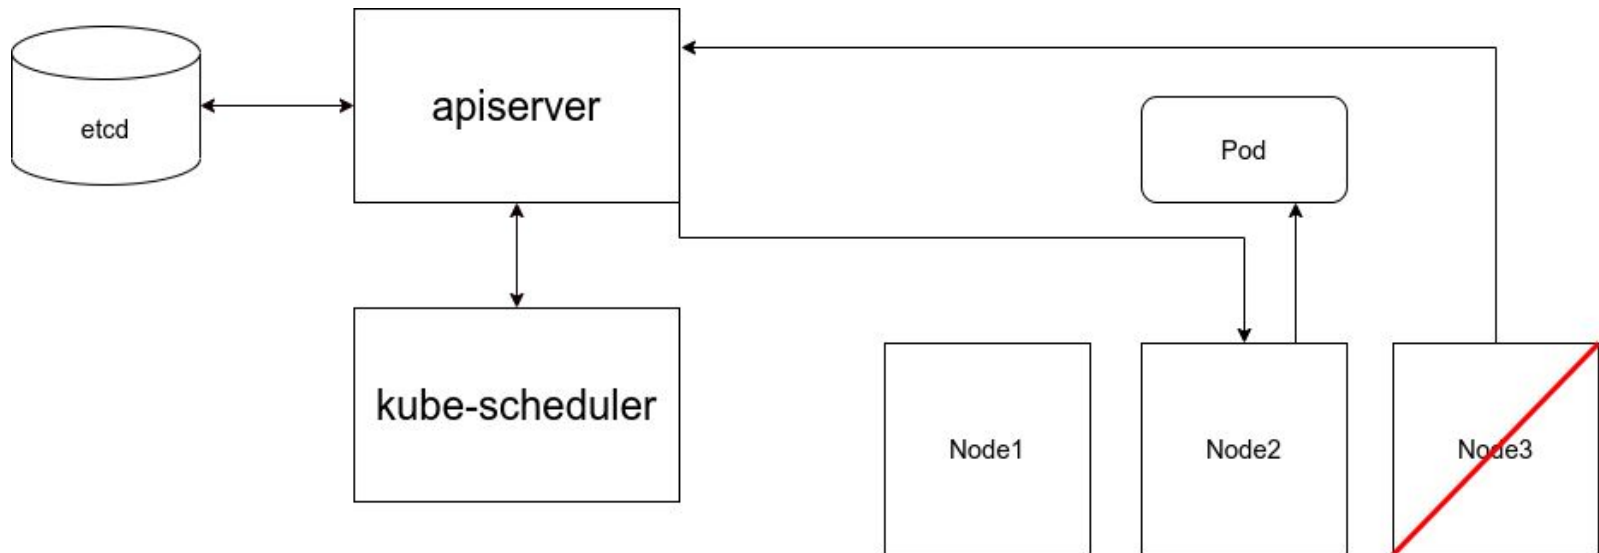 etcd
apiserver
Pod
kube-scheduler
Node1
Node2
Node3